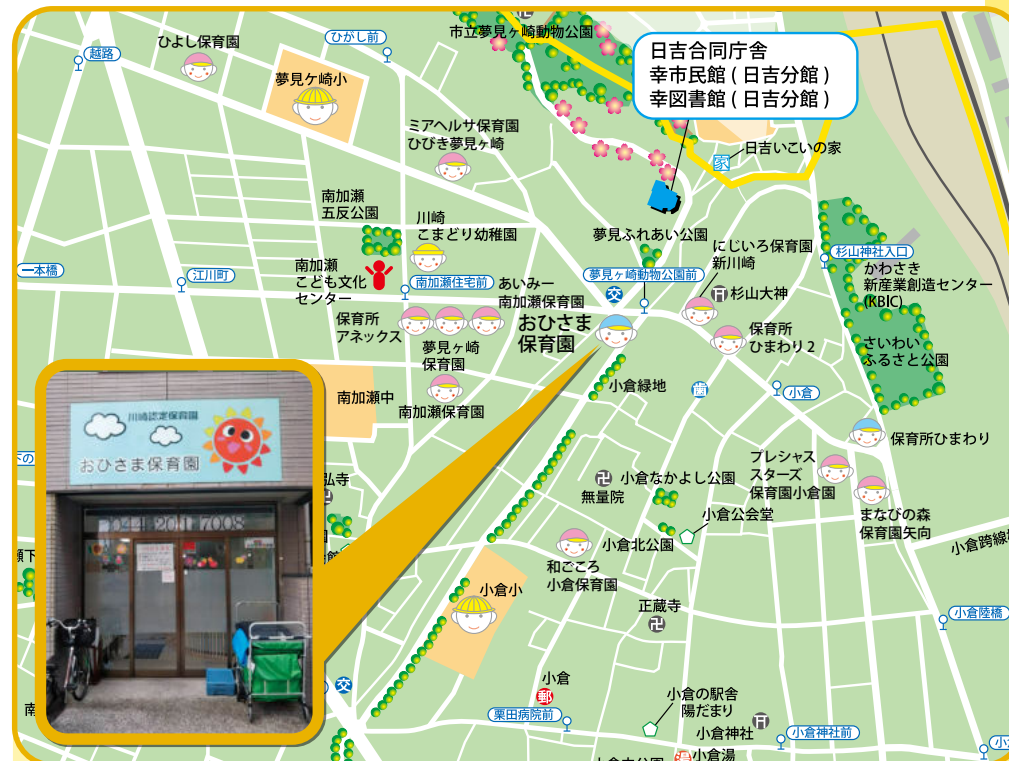 市立夢見ヶ崎動物公園
ひよし保育園
ひがし前
越路
夢見ケ崎小
日吉合同庁舎
幸市民館(日吉分館)
幸図書館(日吉分館)
ミアヘルサ保育園
ひびき夢見ヶ崎
日吉いこいの家
家
南加瀬
五反公園
川崎
こまどり幼稚園
夢見ふれあい公園
にじいろ保育園
新川崎
杉山神社入口
一本橋
江川町
南加瀬
こども文化
センター
南加瀬住宅前
あいみー
南加瀬保育園
夢見ヶ崎動物公園前
交
杉山大神
かわさき
新産業創造センター
(KBIC)
保育所
アネックス
おひさま
保育園
保育所
ひまわり2
さいわい
ふるさと公園
夢見ヶ崎
保育園
小倉緑地
歯
小倉
南加瀬中
南加瀬保育園
保育所ひまわり
川崎認定保育園
おひさま保育園
044-201-7008
プレシャス
スターズ
保育園小倉園
弘寺
無量院
小倉なかよし公園
小倉公会堂
まなびの森
保育園矢向
小倉跨線
小倉北公園
和ごころ
小倉保育園
小倉小
正蔵寺
小倉陸橋
交
小倉
郵
栗田病院前
小倉の駅舎
陽だまり
小倉神社
小倉神社前
小倉湯